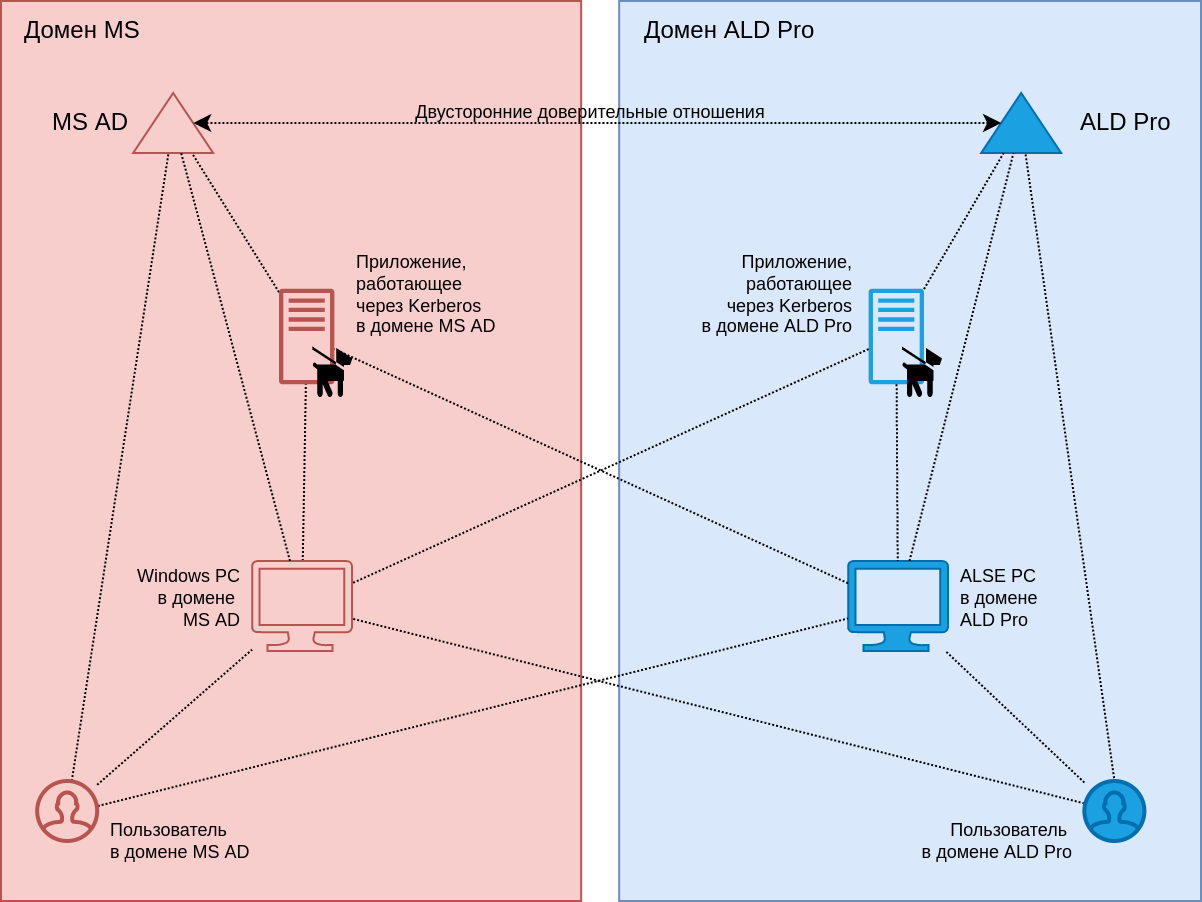 Домен MS
Домен ALD Pro
MS AD
Двусторонние доверительные отношения
ALD Pro
Приложение,
работающее
через Kerberos
в домене MS AD
Приложение,
работающее
через Kerberos
в домене ALD Pro
Windows PC
в домене
MS AD
ALSE PC
в домене
ALD Pro
Пользователь
в домене MS AD
Пользователь
в домене ALD Pro